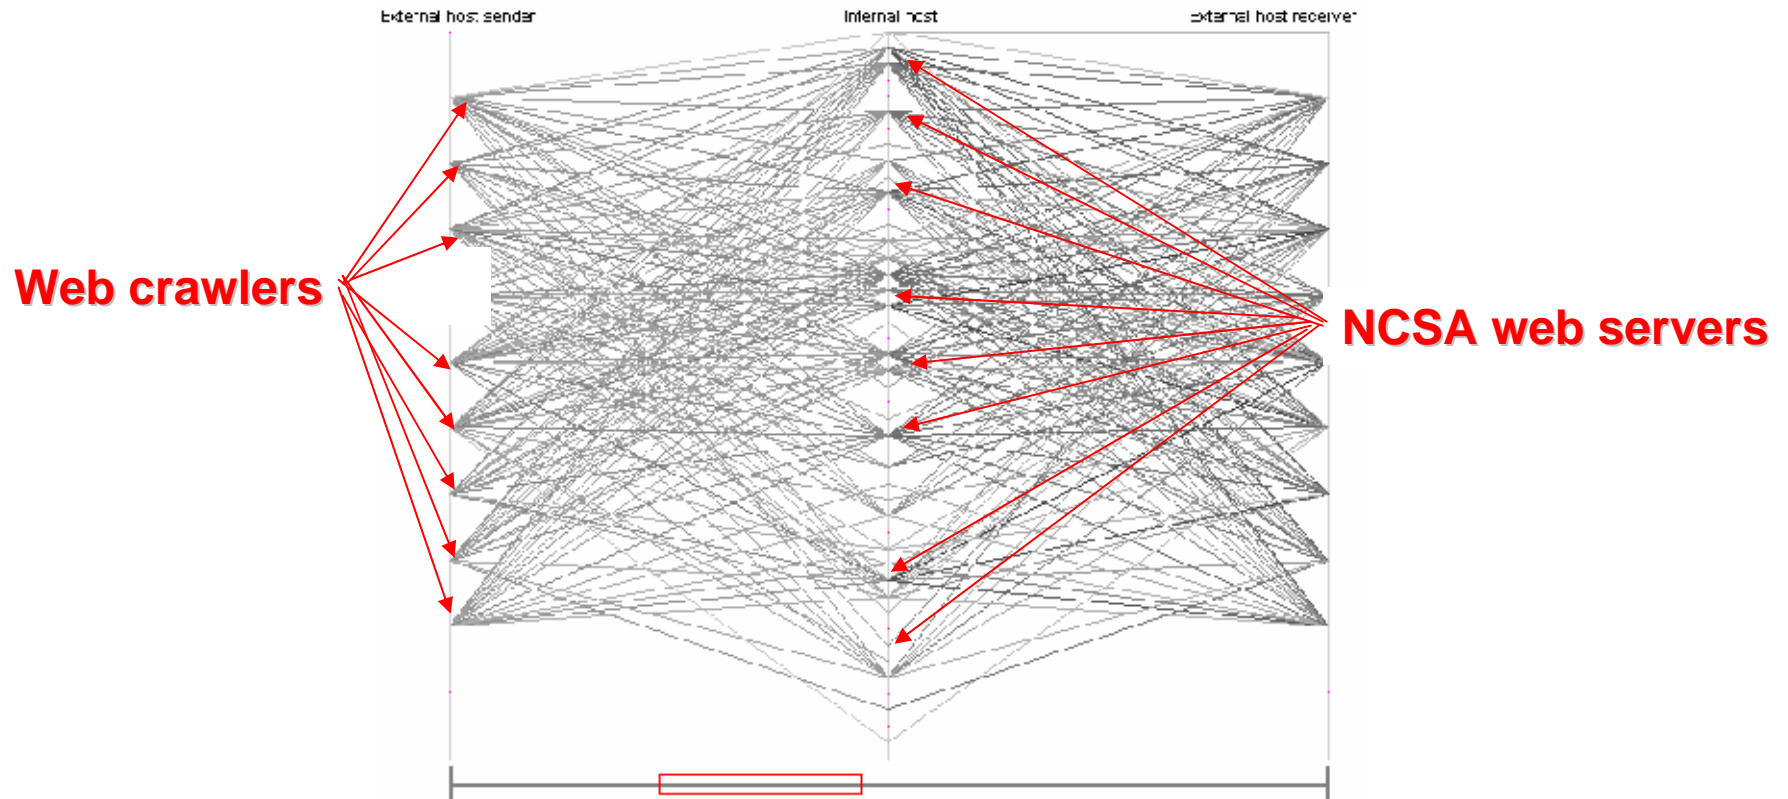 External host sender
Internal host
External host receiver
Web crawlers
NCSA web servers